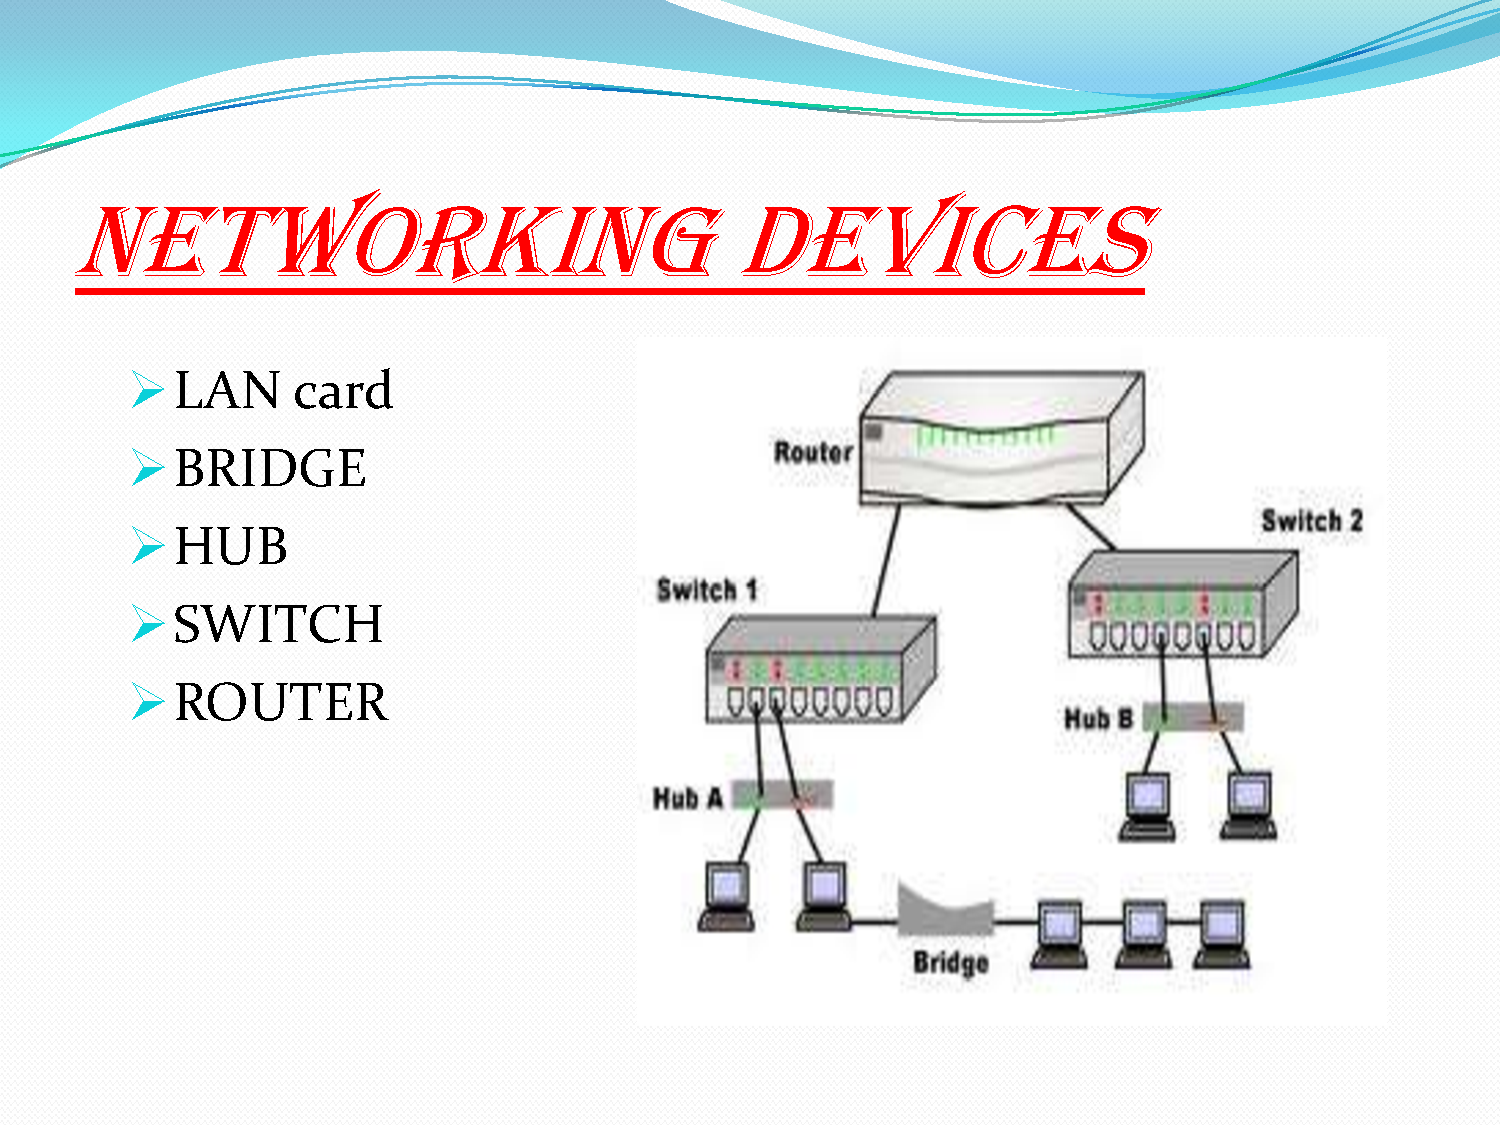 NETWORKING DEVICES
LAN card
BRIDGE
HUB
SWITCH
ROUTER
Router
Switch 2
Switch 1
Hub B
Hub A
Bridge